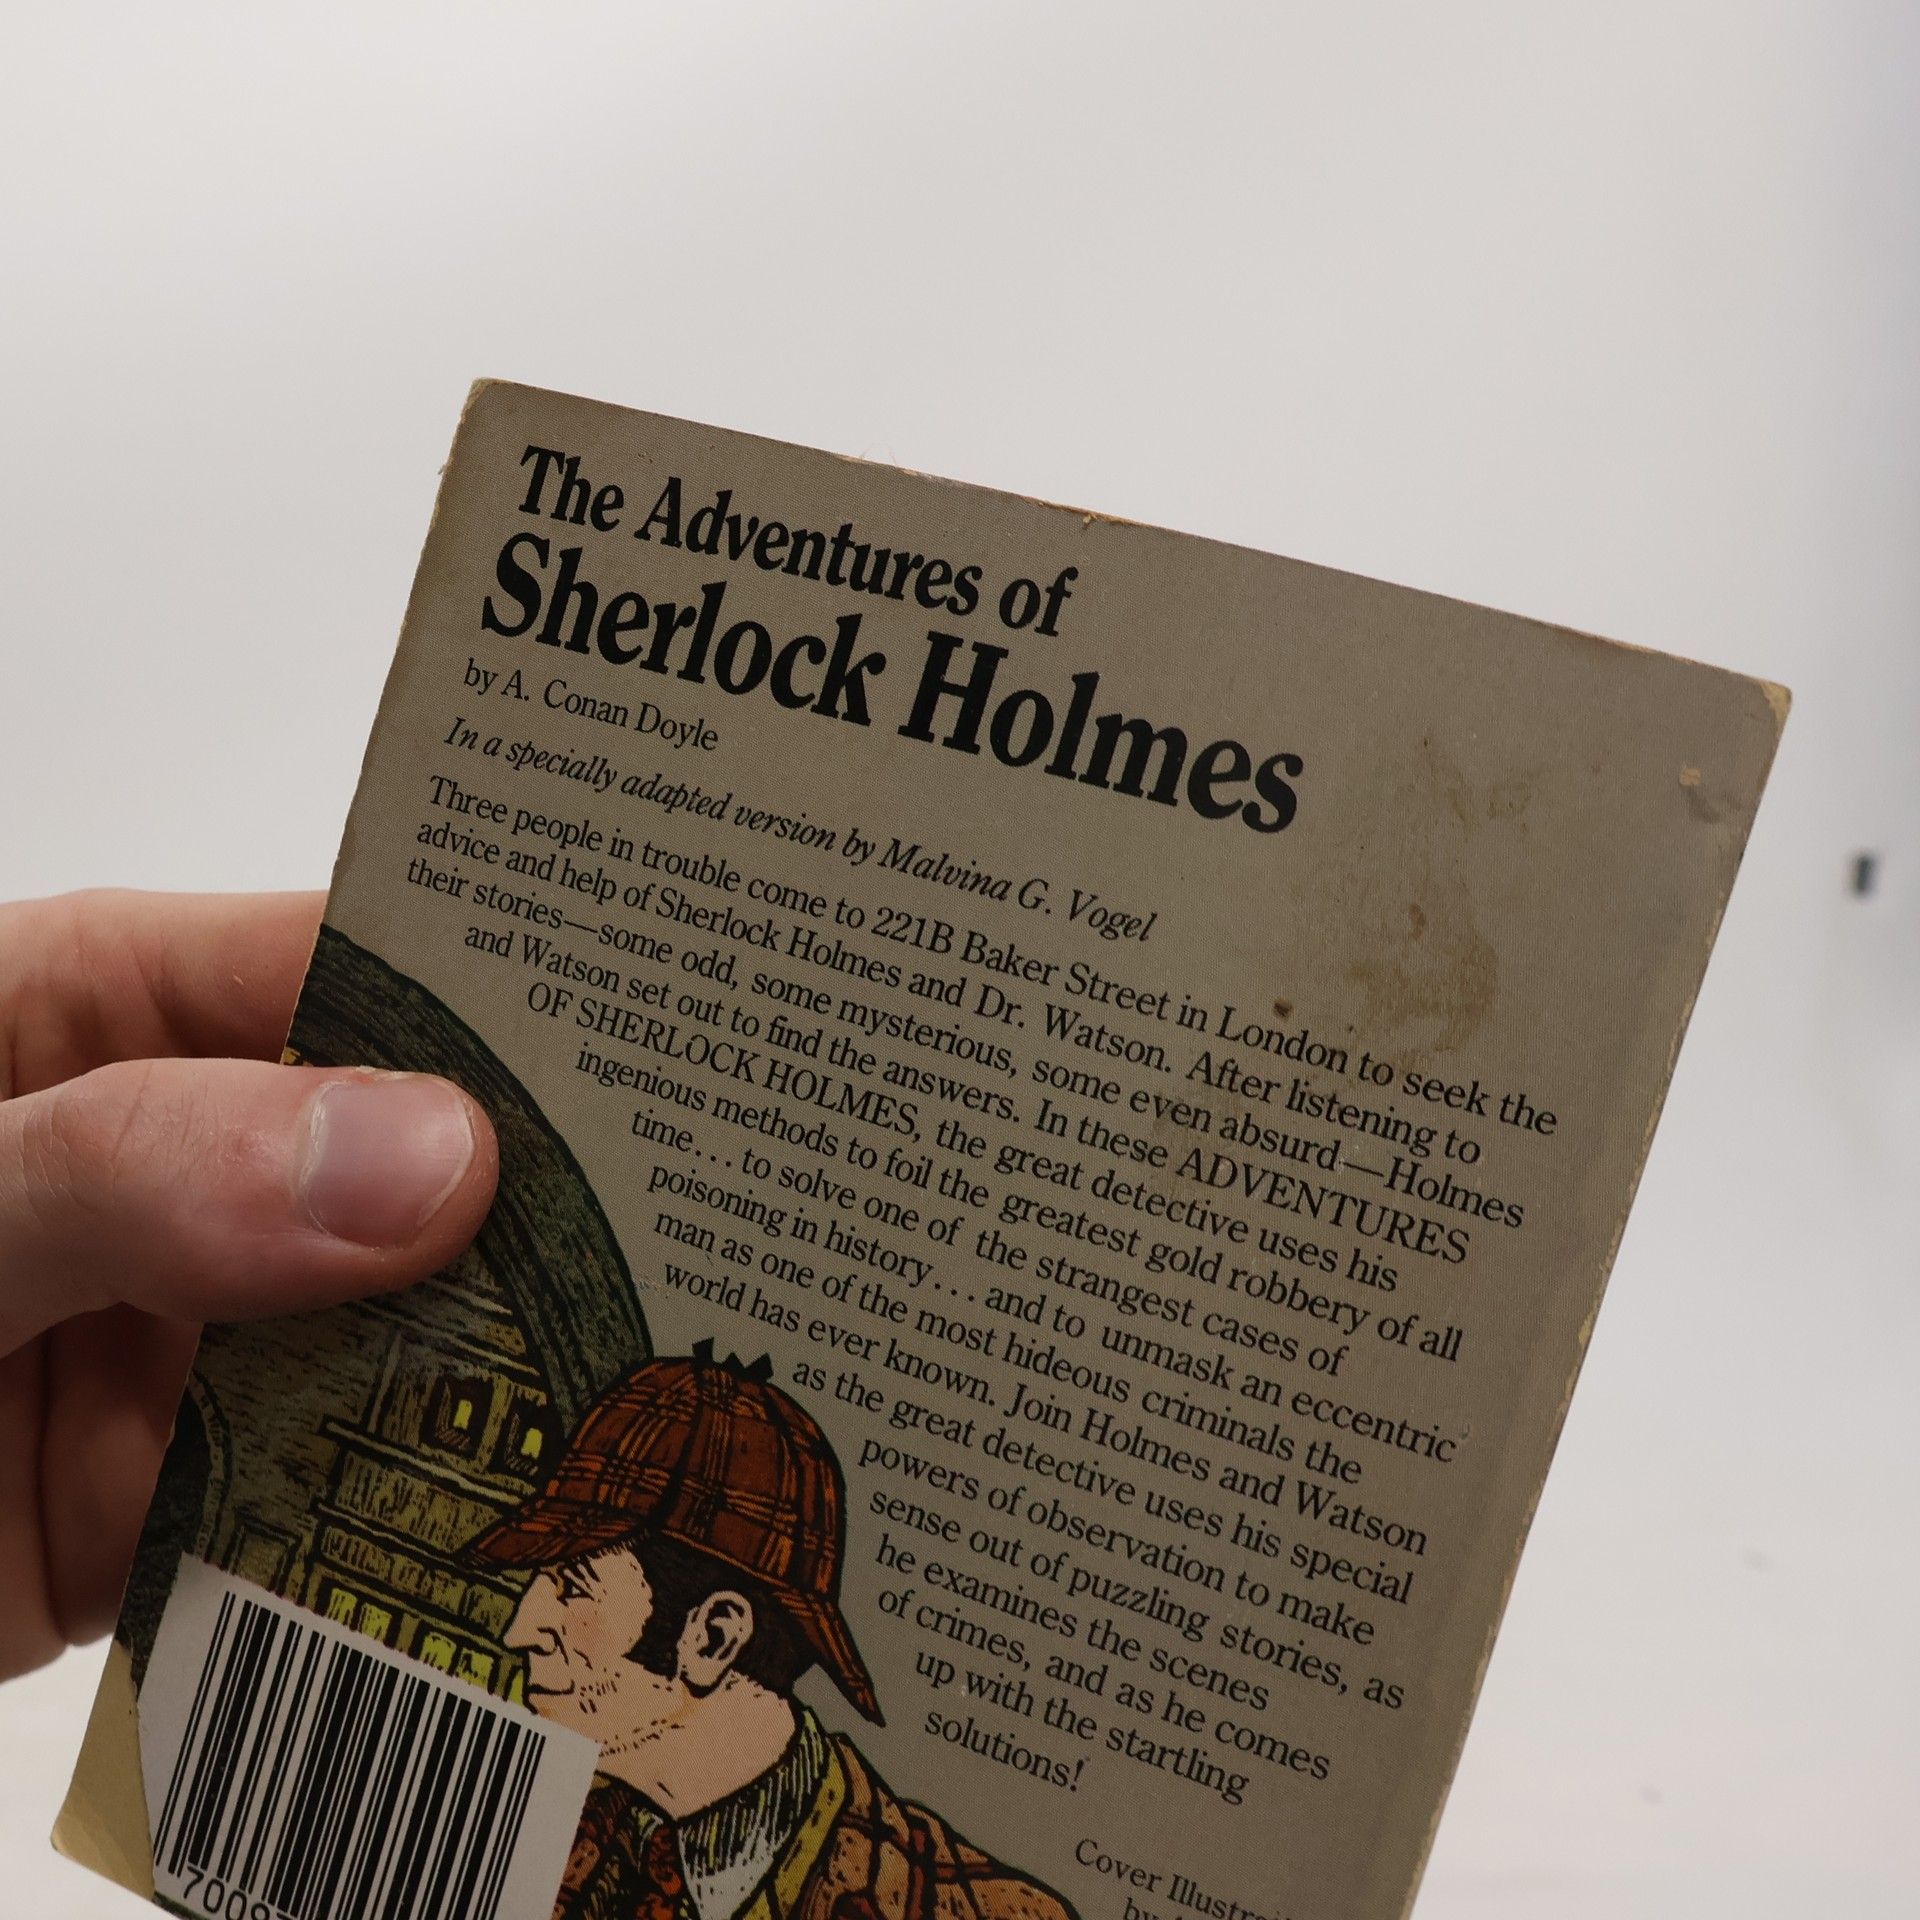 The Adventures of
Sherlock Holmes
by A. Conan Doyle
In a specially adapted version by Malvina G. Vogel
Three people in trouble come to 221B Baker Street in London to seek the
advice and help of Sherlock Holmes and Dr. Watson. After listening to
their stories—some odd, some mysterious, some even absurd—Holmes
and Watson set out to find the answers. In these ADVENTURES
OF SHERLOCK HOLMES, the great detective uses his
ingenious methods to foil the greatest gold robbery of all
time... to solve one of the strangest cases of
poisoning in history... and to unmask an eccentric
man as one of the most hideous criminals the
world has ever known. Join Holmes and Watson
as the great detective uses his special
powers of observation to make
sense out of puzzling stories, as
he examines the scenes
of crimes, and as he comes
up with the startling
solutions!
Cover